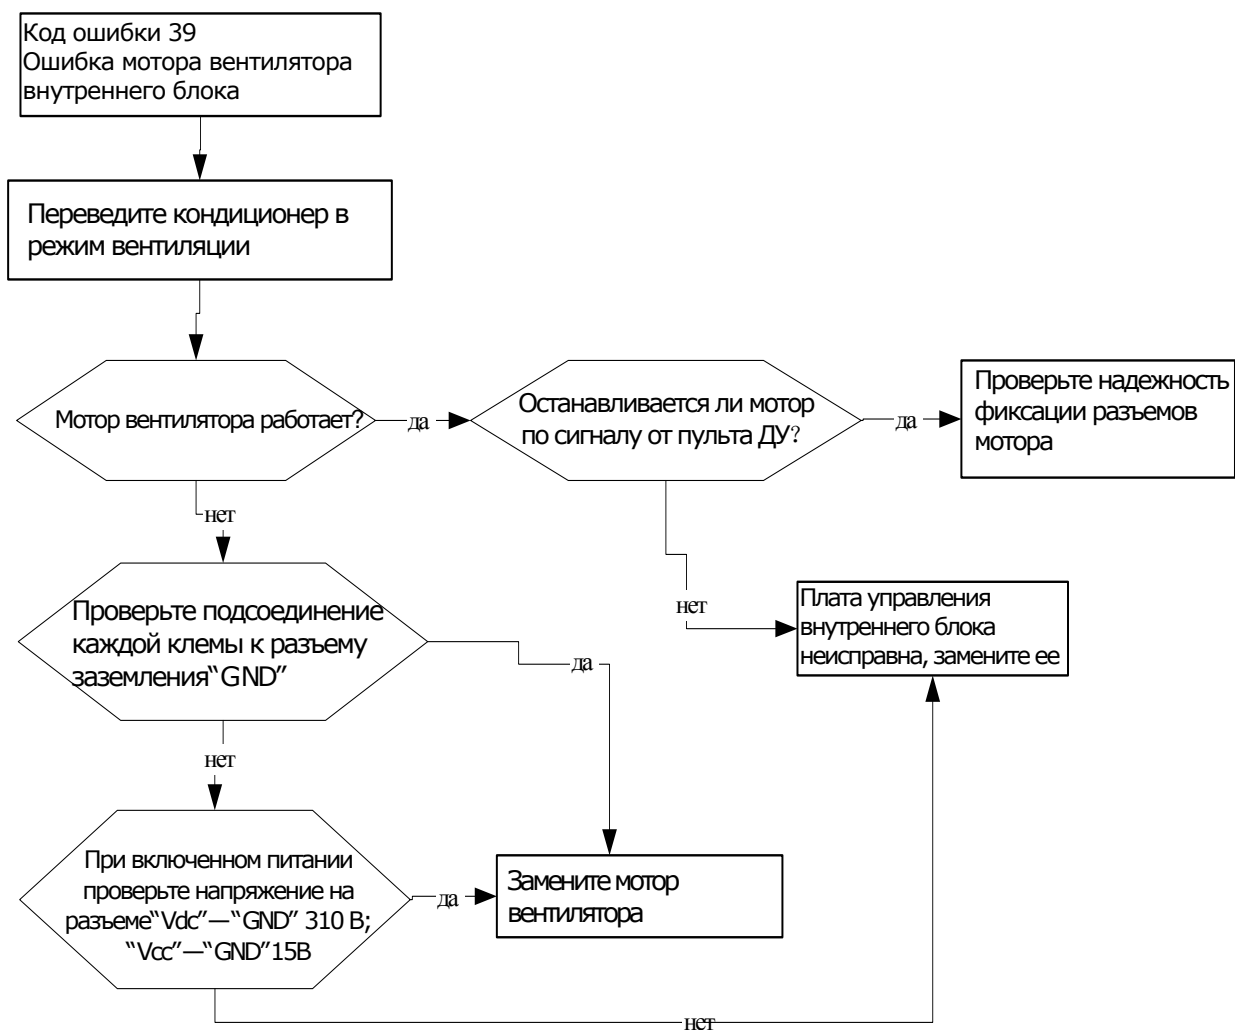 Код ошибки 39
Ошибка мотора вентилятора
внутреннего блока
Переведите кондиционер в
режим вентиляции
Мотор вентилятора работает?
да
Останавливается ли мотор
по сигналу от пульта ДУ?
да
Проверьте надежность
фиксации разъемов
мотора
нет
нет
Плата управления
внутреннего блока
неисправна, замените ее
Проверьте подсоединение
каждой клемы к разъему
заземления“GND”
да
нет
При включенном питании
проверьте напряжение на
разъеме“Vdc”—“GND” 310 В;
“Vcc”—“GND”15В
да
Замените мотор
вентилятора
нет